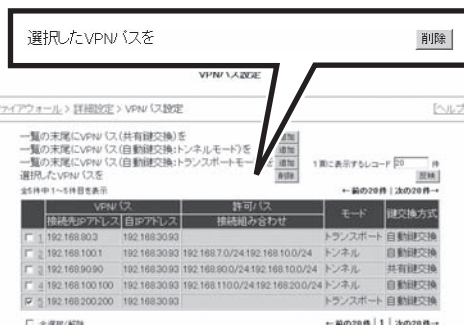 選択したVPNパスを 削除
VPNパス設定
ファイアウォール > 詳細設定 > VPNパス設定 [ヘルプ
一覧の末尾にVPNパス(共有鍵交換)を 追加
一覧の末尾にVPNパス(自動鍵交換:トンネルモード)を 追加
一覧の末尾にVPNパス(自動鍵交換:トランスポートモード)を 追加 1頁に表示するレコード 20 件
選択したVPNパスを 削除 反映
全5件中1~5件目を表示 ←前の20件 | 次の20件→
VPNパス 許可パス モード 鍵交換方式
接続先IPアドレス 自IPアドレス 接続組み合わせ
1 192.168.80.3 192.168.30.93 トランスポート 自動鍵交換
2 192.168.100.1 192.168.30.93 192.168.7.0/24:192.168.10.0/24 トンネル 自動鍵交換
3 192.168.90.90 192.168.30.93 192.168.80.0/24:192.168.10.0/24 トンネル 共有鍵交換
4 192.168.100.100 192.168.30.93 192.168.110.0/24:192.168.20.0/24 トンネル 自動鍵交換
5 192.168.200.200 192.168.30.93 トランスポート 自動鍵交換
全選択/解除 ←前の20件 | 1 | 次の20件→